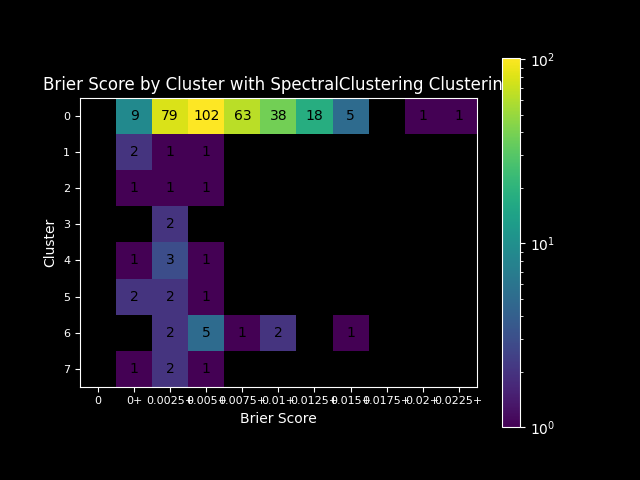 Brier Score by Cluster with SpectralClustering Clusterin
10²
0 9 79 102 63 38 18 5 1 1
1 2 1 1
2 1 1 1
3 2
4 1 3 1
5 2 2 1
6 2 5 1 2 1
7 1 2 1
Cluster
10¹
10⁰
0 0+ 0.0025+ 0.005+ 0.0075+ 0.01+ 0.0125+ 0.015+ 0.0175+ 0.02+ 0.0225+
Brier Score